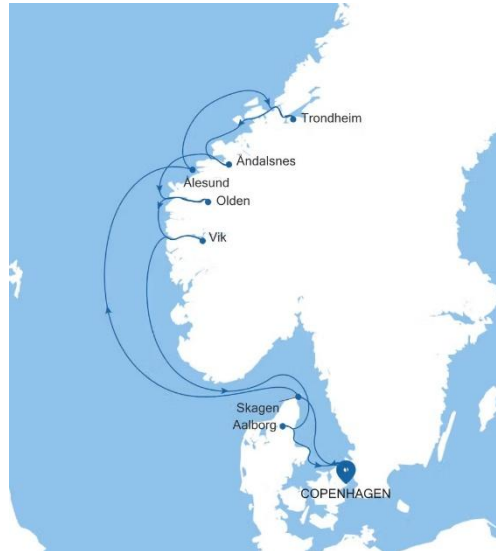 Trondheim
Åndalsnes
Ålesund
Olden
Vik
Skagen
Aalborg
COPENHAGEN